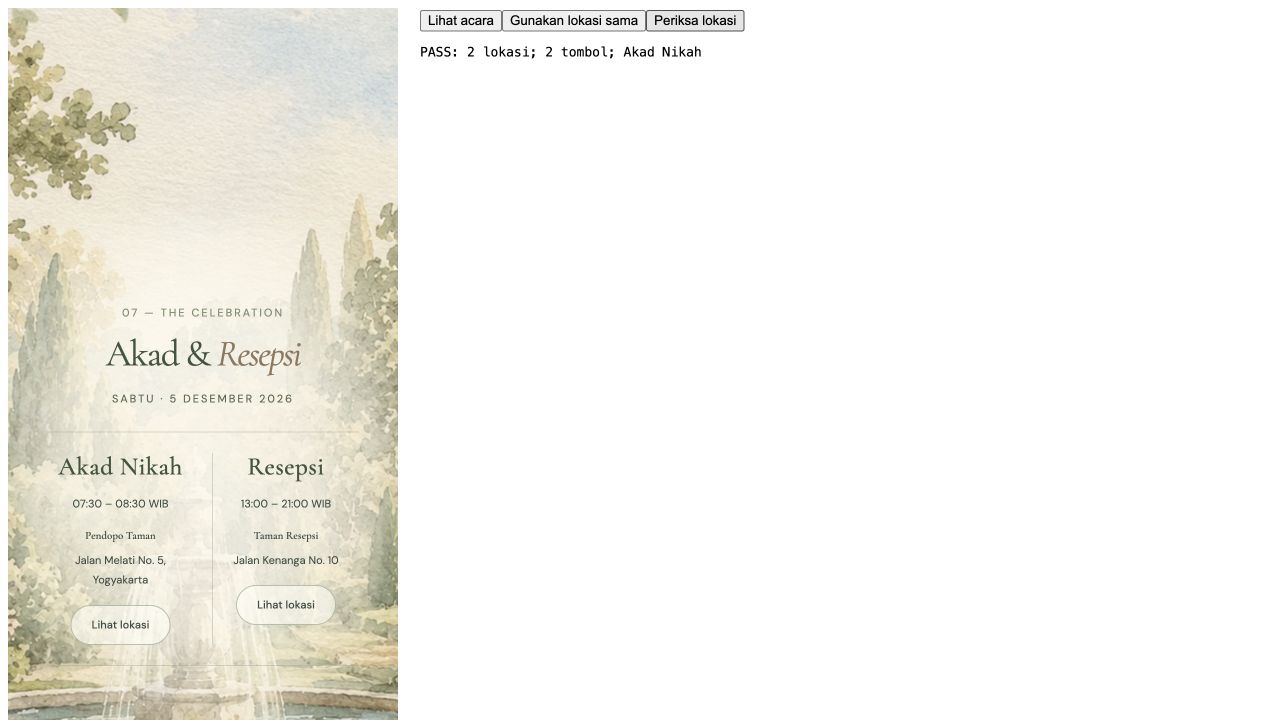 Lihat acara
Gunakan lokasi sama
Periksa lokasi
PASS: 2 lokasi; 2 tombol; Akad Nikah
07 — THE CELEBRATION
Akad & Resepsi
SABTU · 5 DESEMBER 2026
Akad Nikah
07:30 – 08:30 WIB
Pendopo Taman
Jalan Melati No. 5,
Yogyakarta
Lihat lokasi
Resepsi
13:00 – 21:00 WIB
Taman Resepsi
Jalan Kenanga No. 10
Lihat lokasi